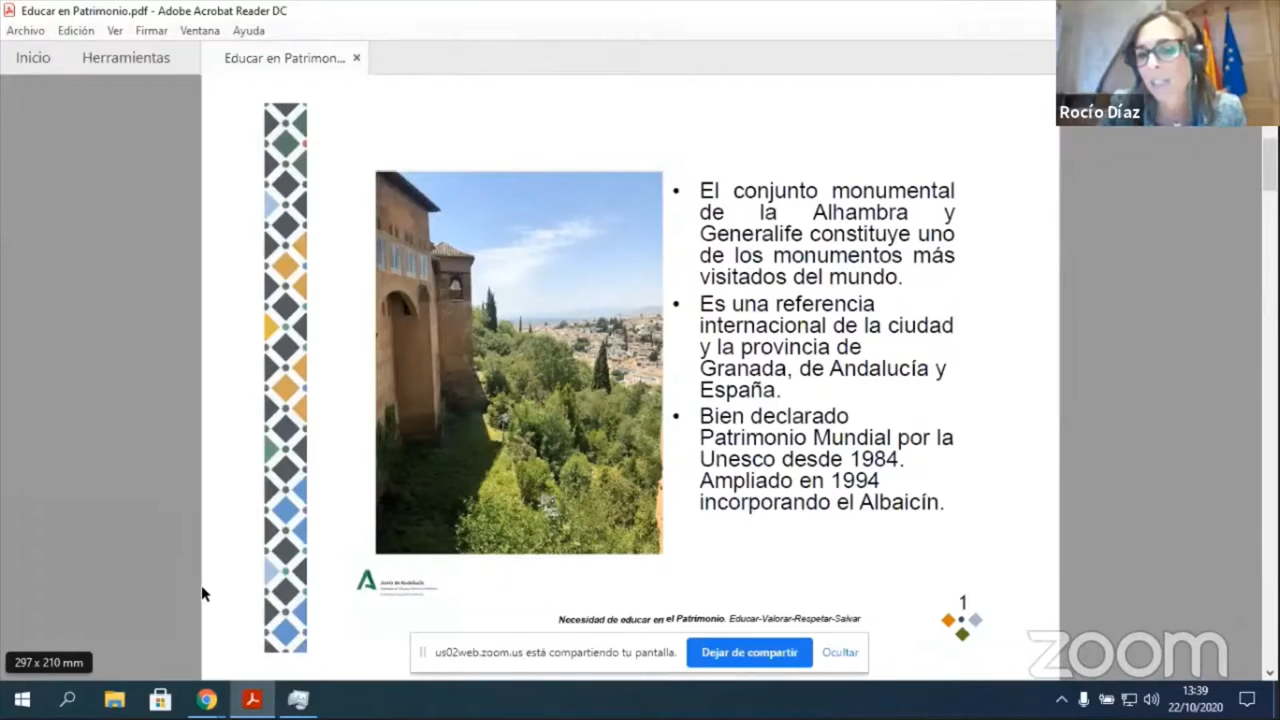 Educar en Patrimonio.pdf - Adobe Acrobat Reader DC
Archivo Edición Ver Firmar Ventana Ayuda
Inicio Herramientas Educar en Patrimon...
Rocío Díaz
El conjunto monumental
de la Alhambra y
Generalife constituye uno
de los monumentos más
visitados del mundo.
Es una referencia
internacional de la ciudad
y la provincia de
Granada, de Andalucía y
España.
Bien declarado
Patrimonio Mundial por la
Unesco desde 1984.
Ampliado en 1994
incorporando el Albaicín.
Junta de Andalucía
1
Necesidad de educar en el Patrimonio. Educar-Valorar-Respetar-Salvar
us02web.zoom.us está compartiendo tu pantalla. Dejar de compartir Ocultar
zoom
297 x 210 mm
13:39
22/10/2020